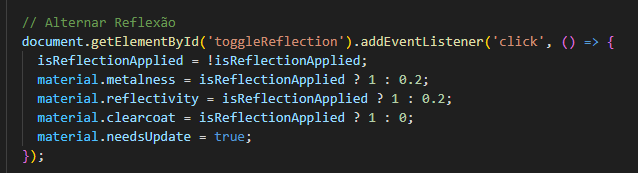 // Alternar Reflexão
document.getElementById('toggleReflection').addEventListener('click', () => {
  isReflectionApplied = !isReflectionApplied;
  material.metalness = isReflectionApplied ? 1 : 0.2;
  material.reflectivity = isReflectionApplied ? 1 : 0.2;
  material.clearcoat = isReflectionApplied ? 1 : 0;
  material.needsUpdate = true;
});